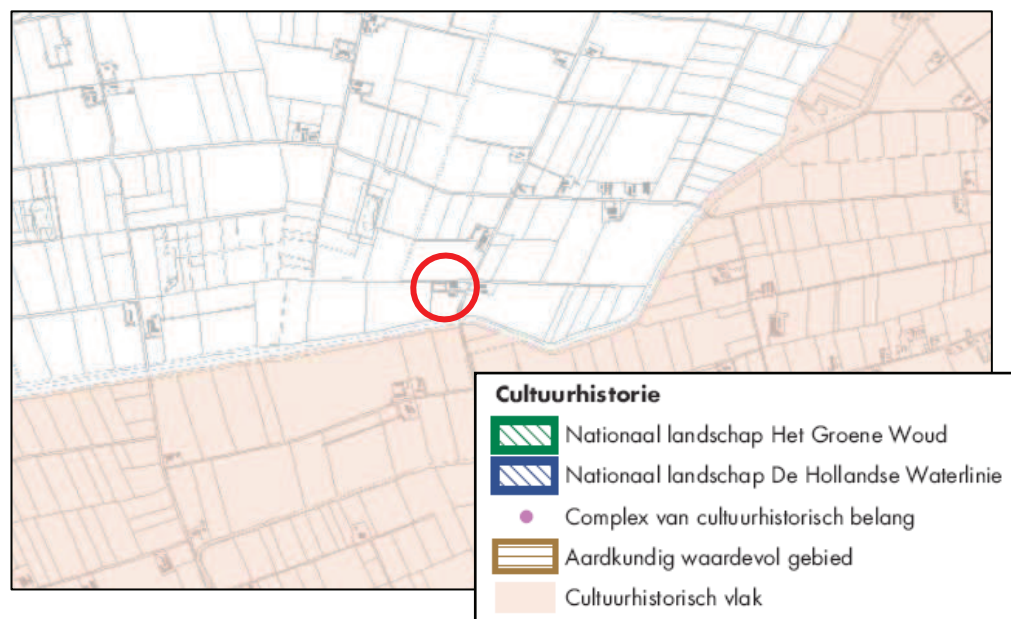 Cultuurhistorie
Nationaal landschap Het Groene Woud
Nationaal landschap De Hollandse Waterlinie
Complex van cultuurhistorisch belang
Aardkundig waardevol gebied
Cultuurhistorisch vlak